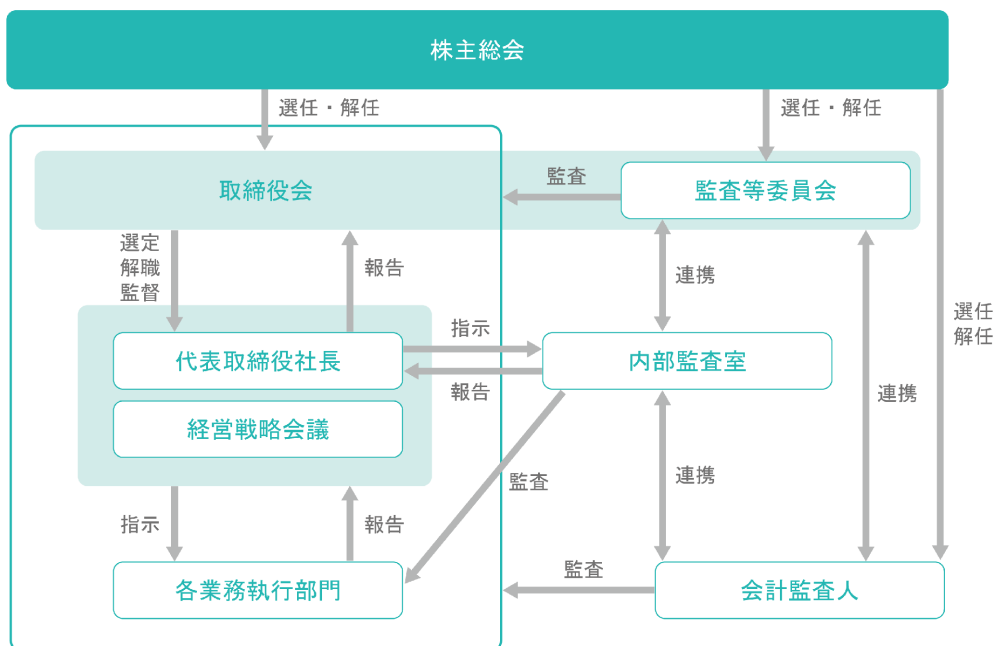 株主総会
選任・解任
選任・解任
取締役会
監査
監査等委員会
選定
解職
監督
報告
連携
選任
解任
代表取締役社長
指示
報告
内部監査室
経営戦略会議
連携
監査
連携
指示
報告
各業務執行部門
監査
会計監査人